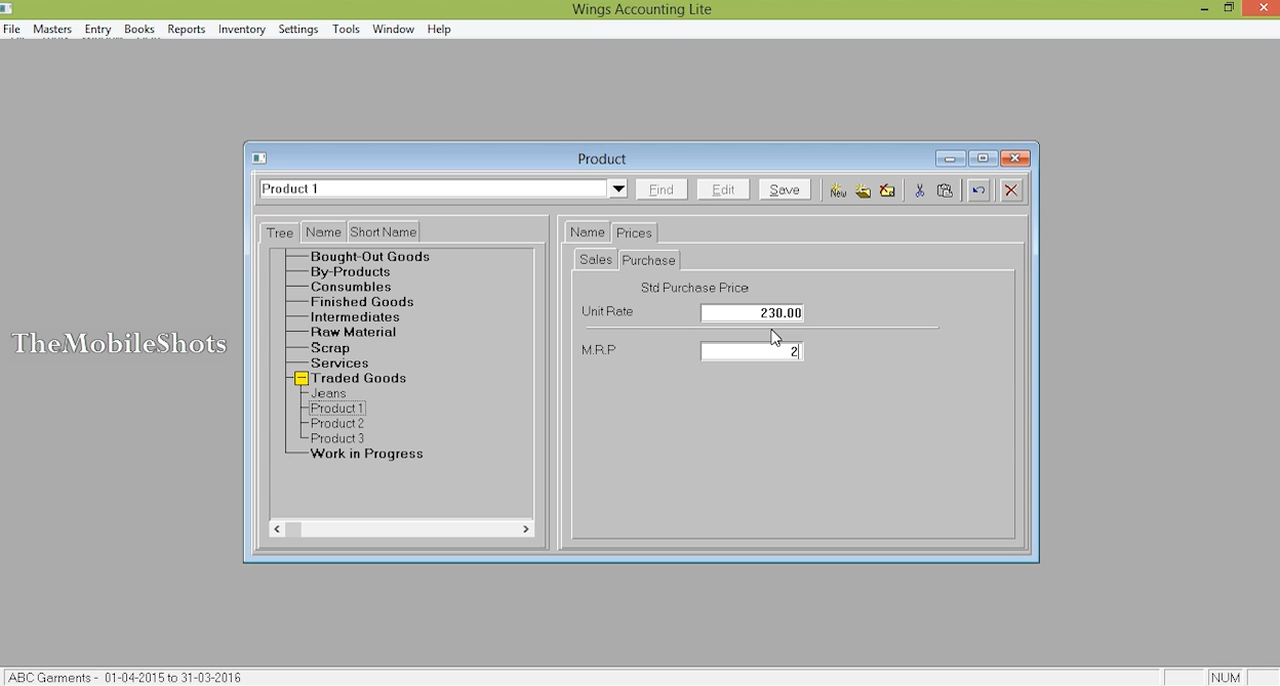 Wings Accounting Lite
File Masters Entry Books Reports Inventory Settings Tools Window Help
Product
Product 1 Find Edit Save New
Tree Name Short Name
Bought-Out Goods
By-Products
Consumbles
Finished Goods
Intermediates
Raw Material
Scrap
Services
Traded Goods
Jeans
Product 1
Product 2
Product 3
Work in Progress
Name Prices
Sales Purchase
Std Purchase Price
Unit Rate 230.00
M.R.P 2
TheMobileShots
ABC Garments - 01-04-2015 to 31-03-2016 NUM